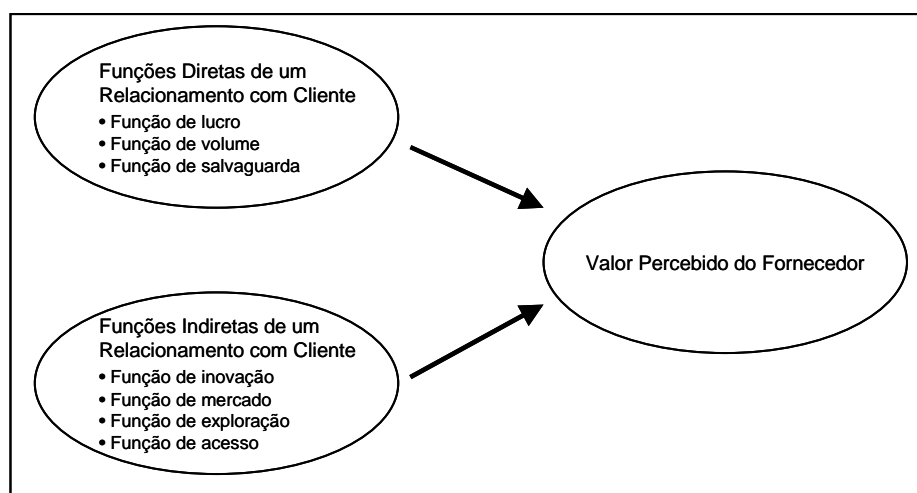 Funções Diretas de um
Relacionamento com Cliente
• Função de lucro
• Função de volume
• Função de salvaguarda
Valor Percebido do Fornecedor
Funções Indiretas de um
Relacionamento com Cliente
• Função de inovação
• Função de mercado
• Função de exploração
• Função de acesso